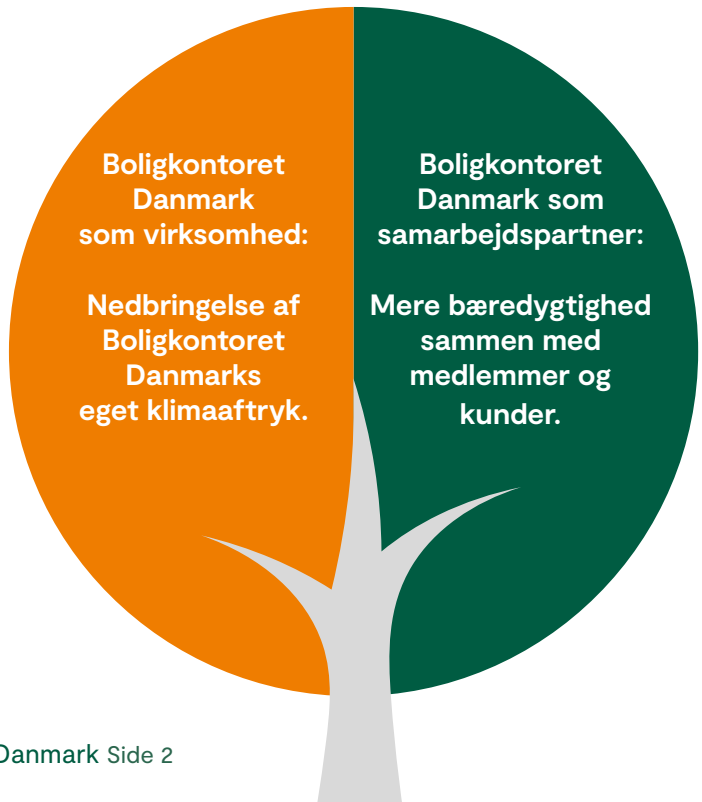 Boligkontoret
Danmark
som virksomhed:
Nedbringelse af
Boligkontoret
Danmarks
eget klimaaftryk.
Boligkontoret
Danmark som
samarbejdspartner:
Mere bæredygtighed
sammen med
medlemmer og
kunder.
Danmark Side 2